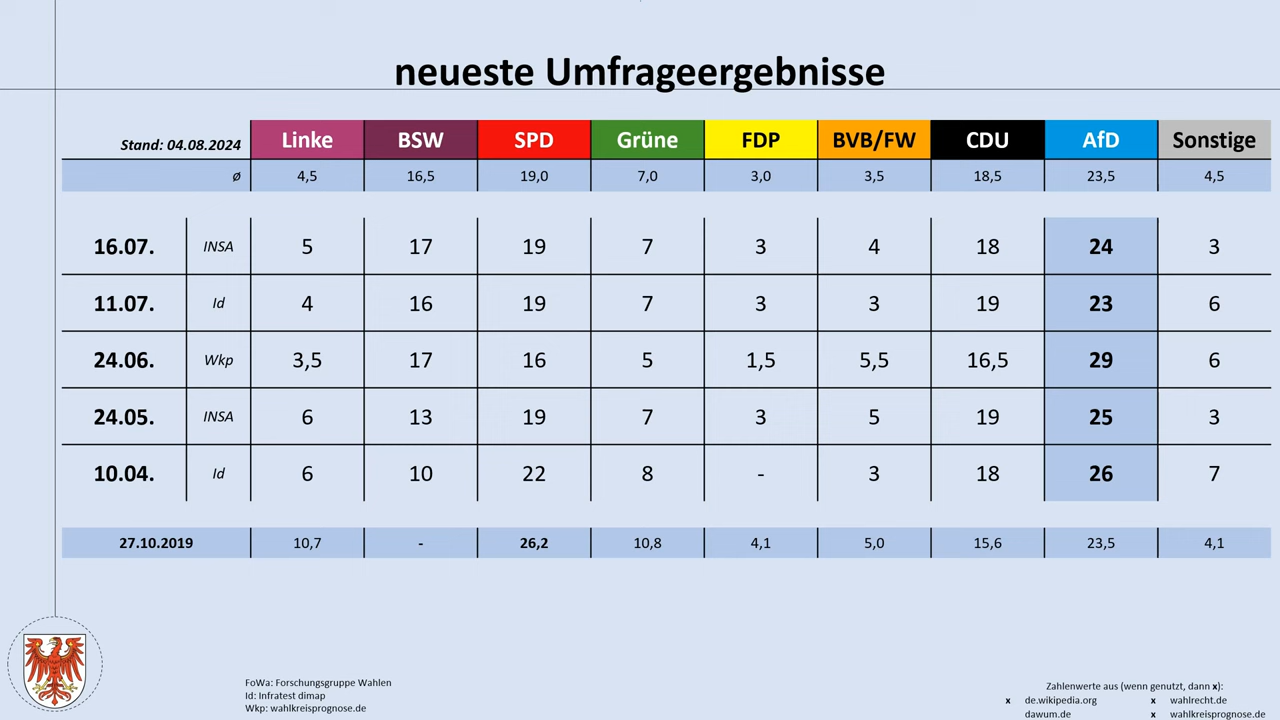 neueste Umfrageergebnisse
Stand: 04.08.2024 Linke BSW SPD Grüne FDP BVB/FW CDU AfD Sonstige
ø 4,5 16,5 19,0 7,0 3,0 3,5 18,5 23,5 4,5
16.07. INSA 5 17 19 7 3 4 18 24 3
11.07. Id 4 16 19 7 3 3 19 23 6
24.06. Wkp 3,5 17 16 5 1,5 5,5 16,5 29 6
24.05. INSA 6 13 19 7 3 5 19 25 3
10.04. Id 6 10 22 8 - 3 18 26 7
27.10.2019 10,7 - 26,2 10,8 4,1 5,0 15,6 23,5 4,1
FoWa: Forschungsgruppe Wahlen
Id: Infratest dimap
Wkp: wahlkreisprognose.de
Zahlenwerte aus (wenn genutzt, dann x):
x de.wikipedia.org x wahlrecht.de
dawum.de x wahlkreisprognose.de